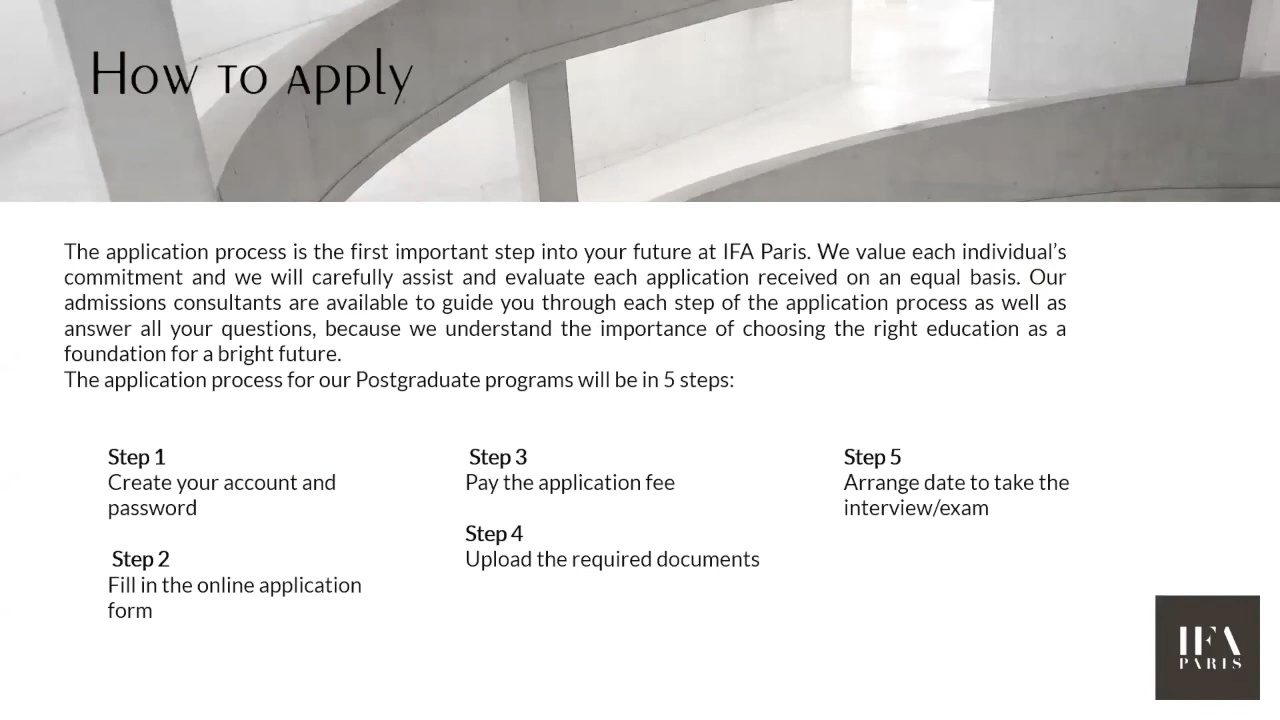 How to apply
The application process is the first important step into your future at IFA Paris. We value each individual’s
commitment and we will carefully assist and evaluate each application received on an equal basis. Our
admissions consultants are available to guide you through each step of the application process as well as
answer all your questions, because we understand the importance of choosing the right education as a
foundation for a bright future.
The application process for our Postgraduate programs will be in 5 steps:
Step 1
Create your account and
password
Step 2
Fill in the online application
form
Step 3
Pay the application fee
Step 4
Upload the required documents
Step 5
Arrange date to take the
interview/exam
IFA
PARIS